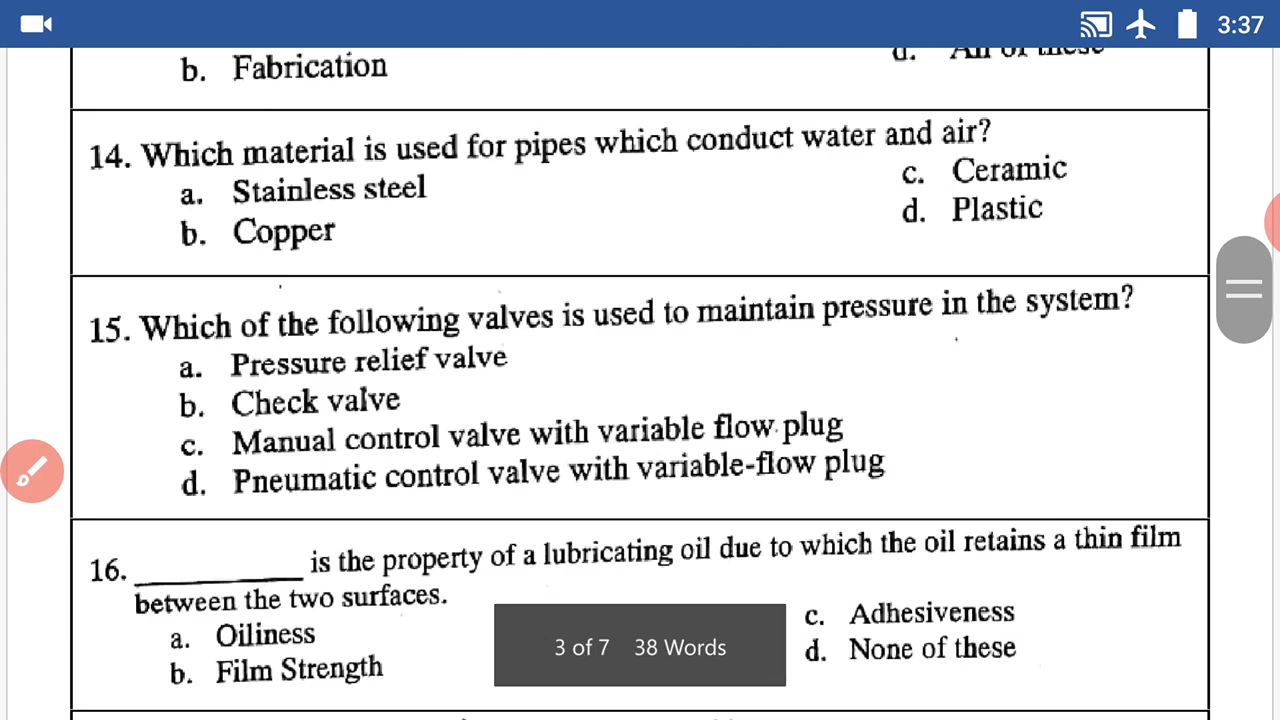 3:37
b. Fabrication
d. All of these
14. Which material is used for pipes which conduct water and air?
a. Stainless steel
b. Copper
c. Ceramic
d. Plastic
15. Which of the following valves is used to maintain pressure in the system?
a. Pressure relief valve
b. Check valve
c. Manual control valve with variable flow plug
d. Pneumatic control valve with variable-flow plug
16. __________ is the property of a lubricating oil due to which the oil retains a thin film
between the two surfaces.
a. Oiliness
b. Film Strength
c. Adhesiveness
d. None of these
3 of 7 38 Words